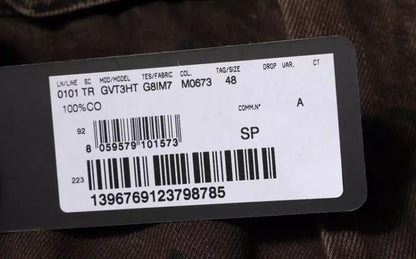 LN/LINE SC MOD/MODEL TES/FABRIC COL. TAG/SIZE DROP VAR. CT
0101 TR GVT3HT G8IM7 M0673 48
100%CO
COMM.N° A
92
8 059579 101573
SP
223
1396769123798785